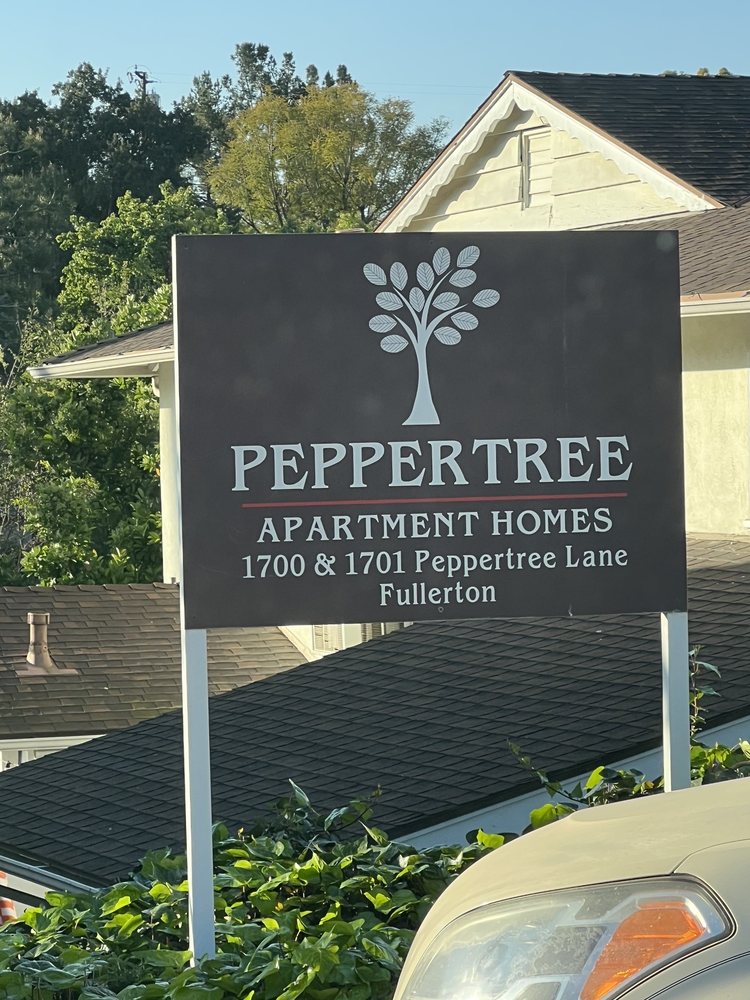 PEPPERTREE
APARTMENT HOMES
1700 & 1701 Peppertree Lane
Fullerton